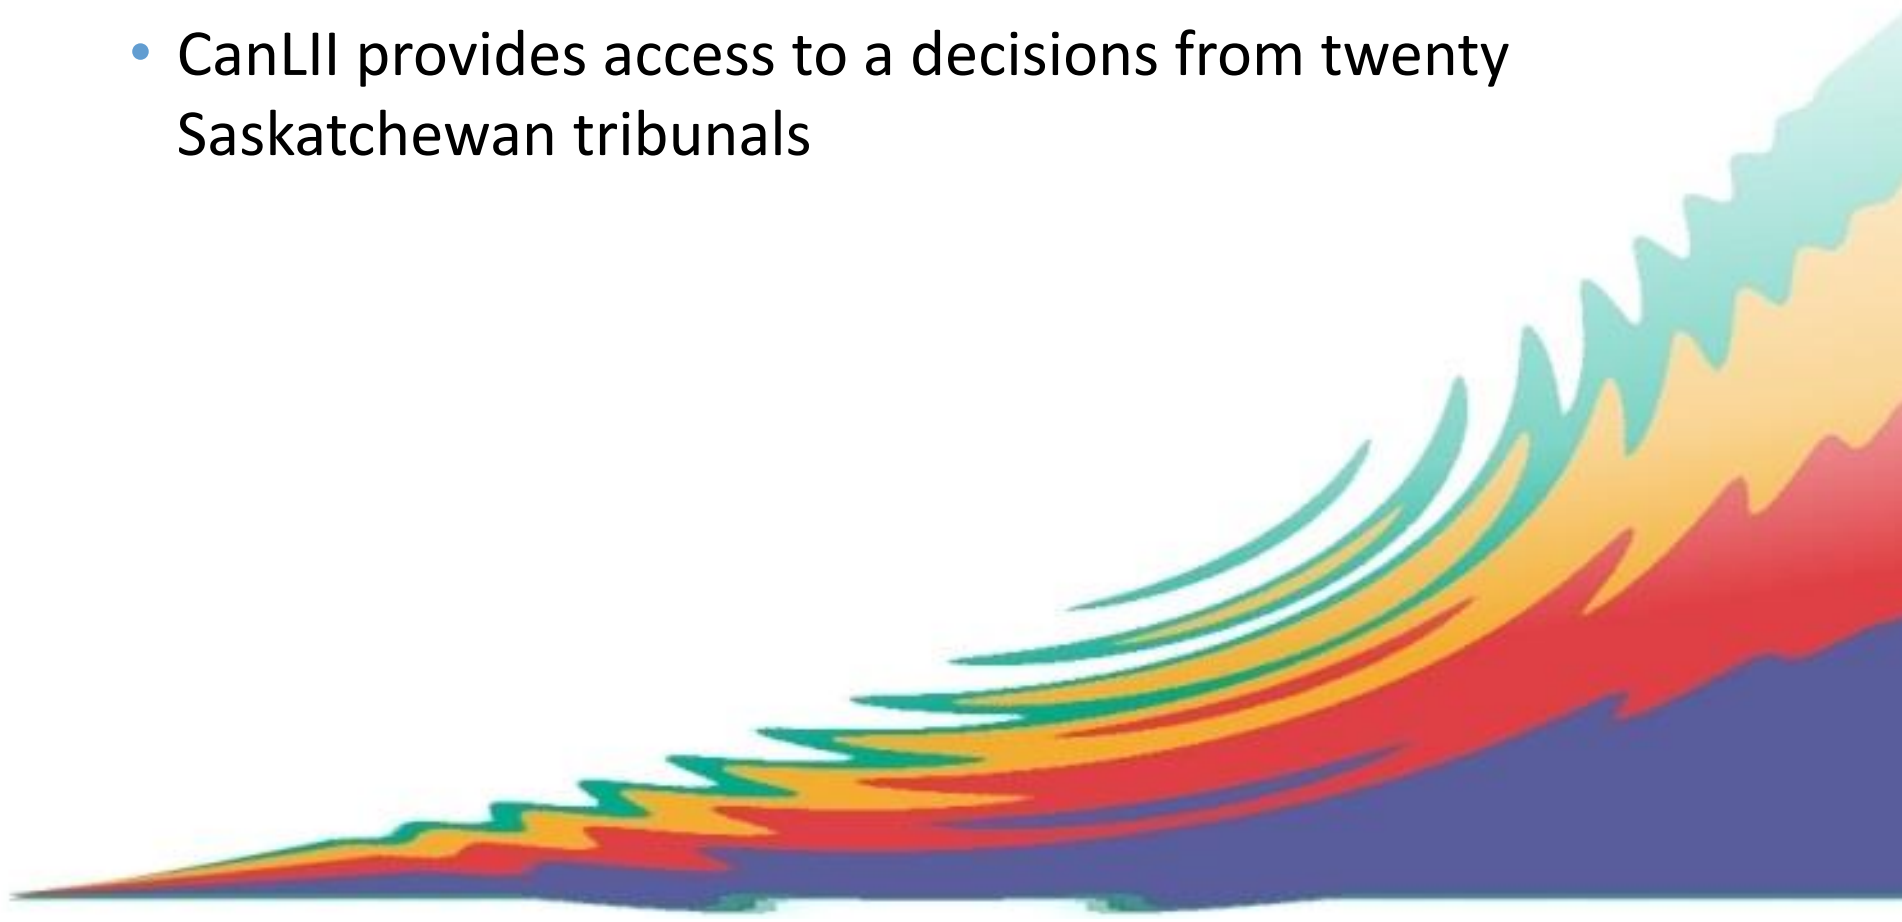 • CanLII provides access to a decisions from twenty
Saskatchewan tribunals